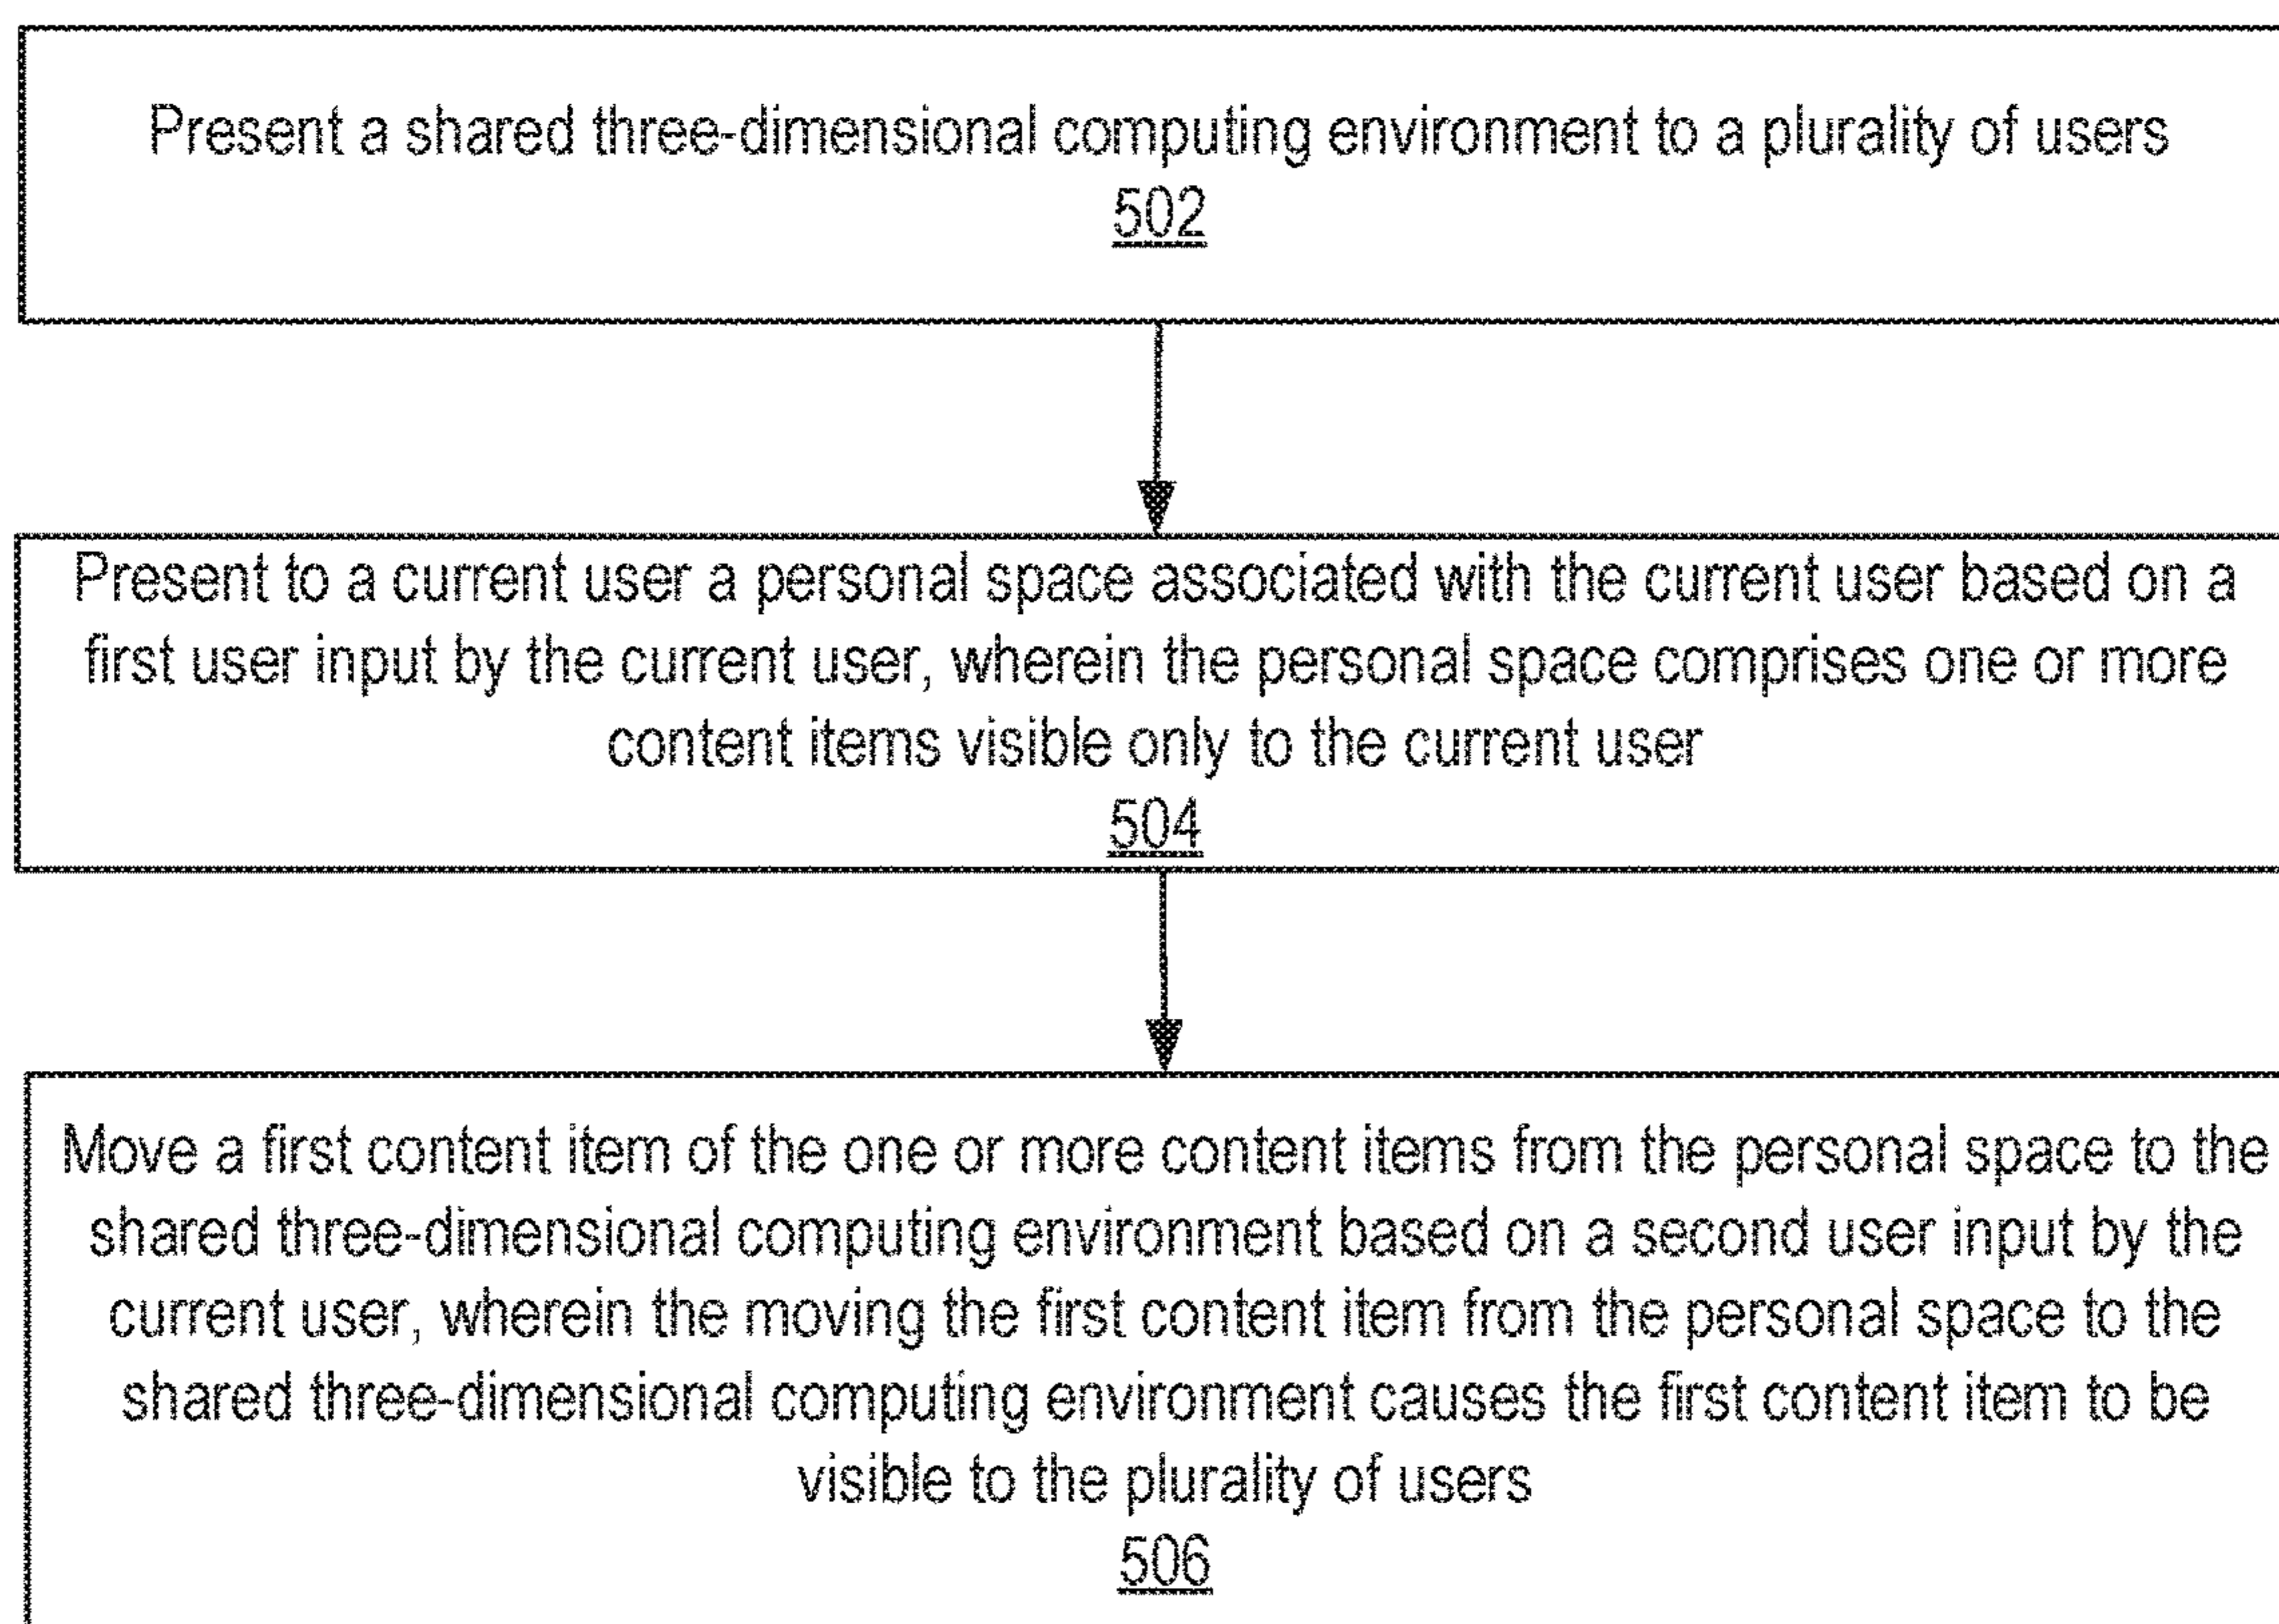 Present a shared three-dimensional computing environment to a plurality of users
502
Present to a current user a personal space associated with the current user based on a
first user input by the current user, wherein the personal space comprises one or more
content items visible only to the current user
504
Move a first content item of the one or more content items from the personal space to the
shared three-dimensional computing environment based on a second user input by the
current user, wherein the moving the first content item from the personal space to the
shared three-dimensional computing environment causes the first content item to be
visible to the plurality of users
506